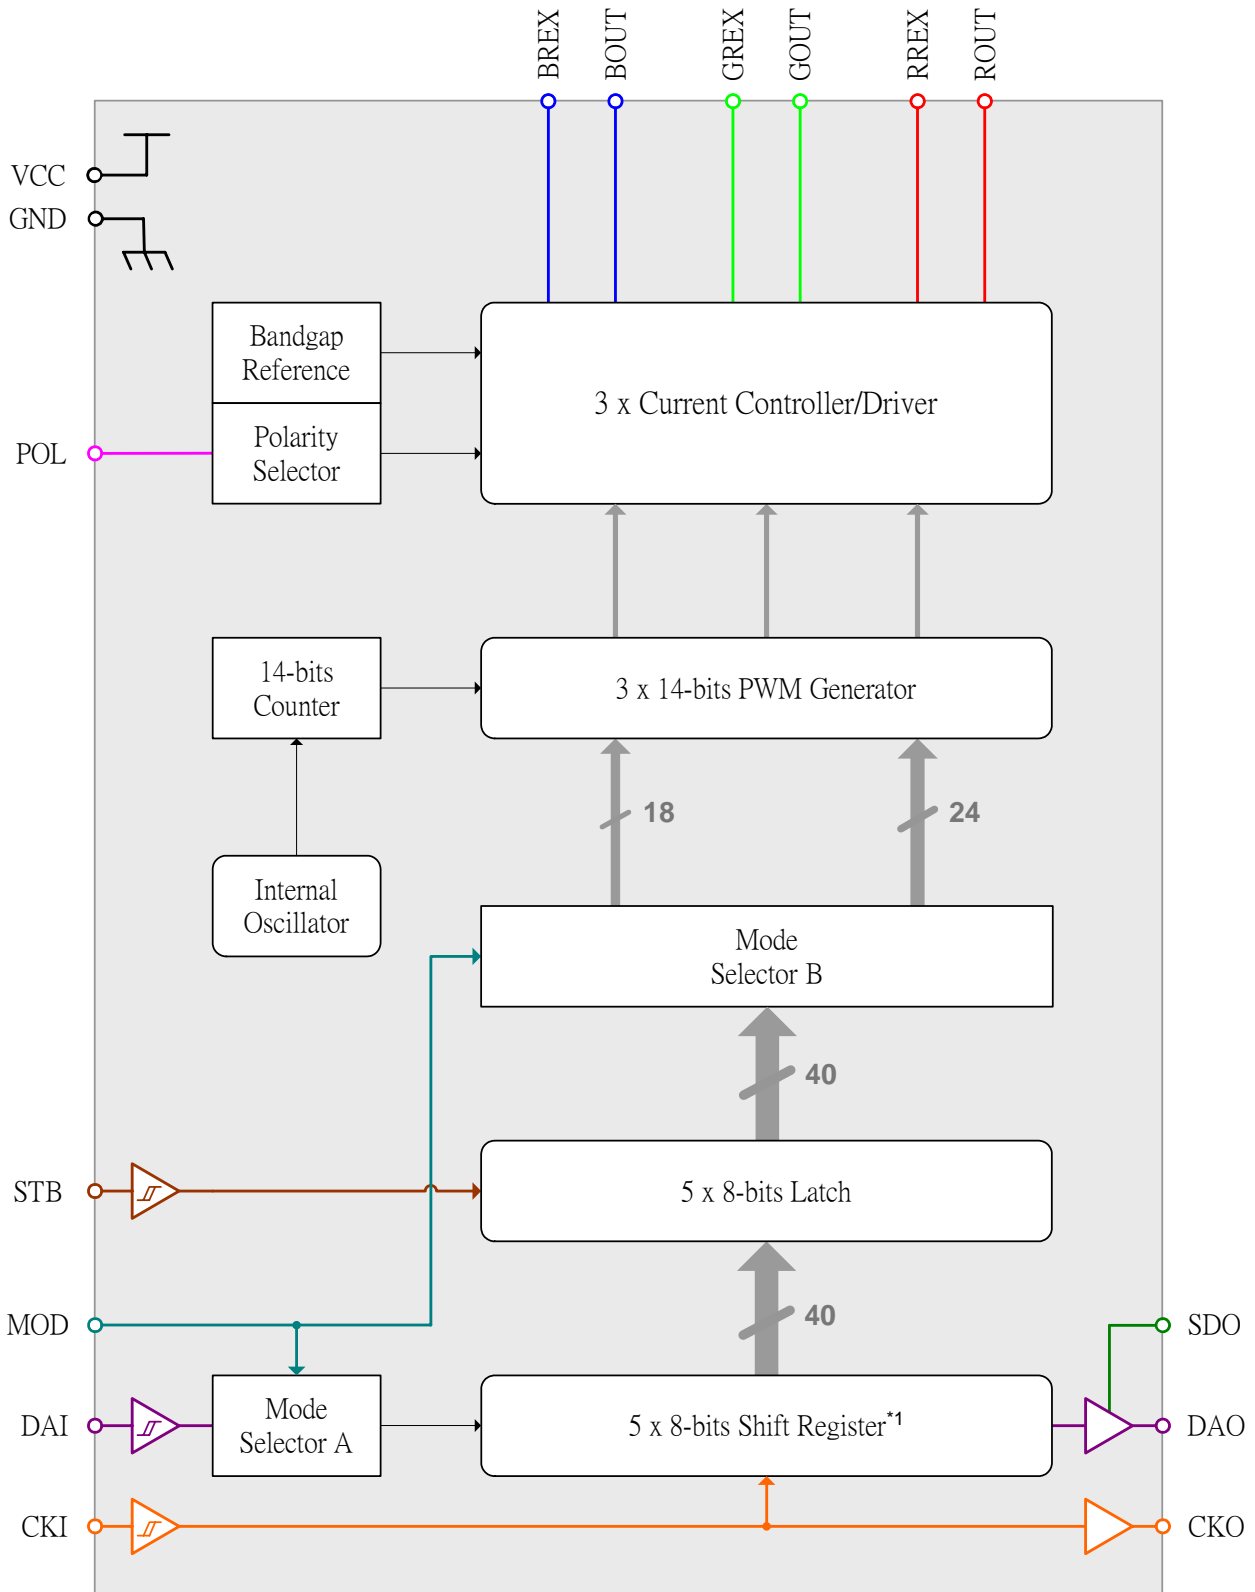 BREX
BOUT
GREX
GOUT
RREX
ROUT
VCC
GND
Bandgap
Reference
3 x Current Controller/Driver
POL
Polarity
Selector
14-bits
Counter
3 x 14-bits PWM Generator
18
24
Internal
Oscillator
Mode
Selector B
40
STB
5 x 8-bits Latch
MOD
40
SDO
DAI
Mode
Selector A
5 x 8-bits Shift Register*1
DAO
CKI
CKO